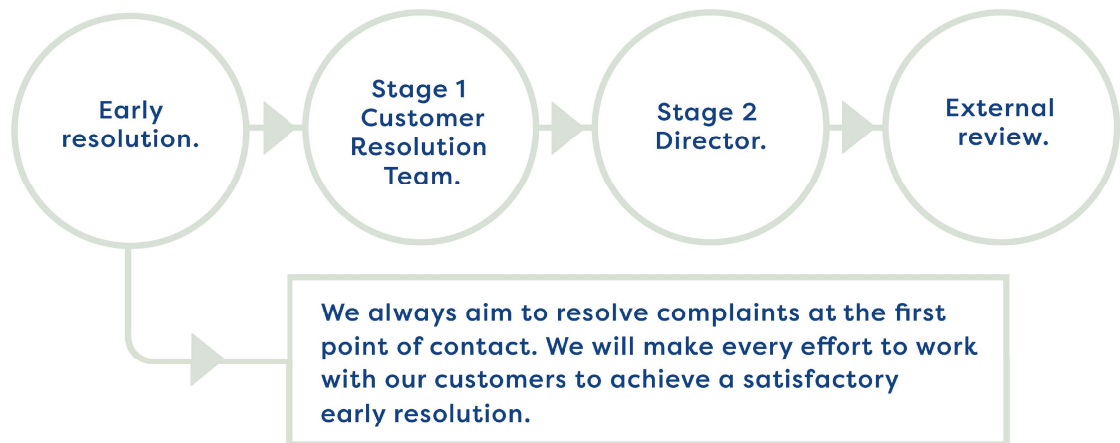 Early
resolution.
Stage 1
Customer
Resolution
Team.
Stage 2
Director.
External
review.
We always aim to resolve complaints at the first
point of contact. We will make every effort to work
with our customers to achieve a satisfactory
early resolution.